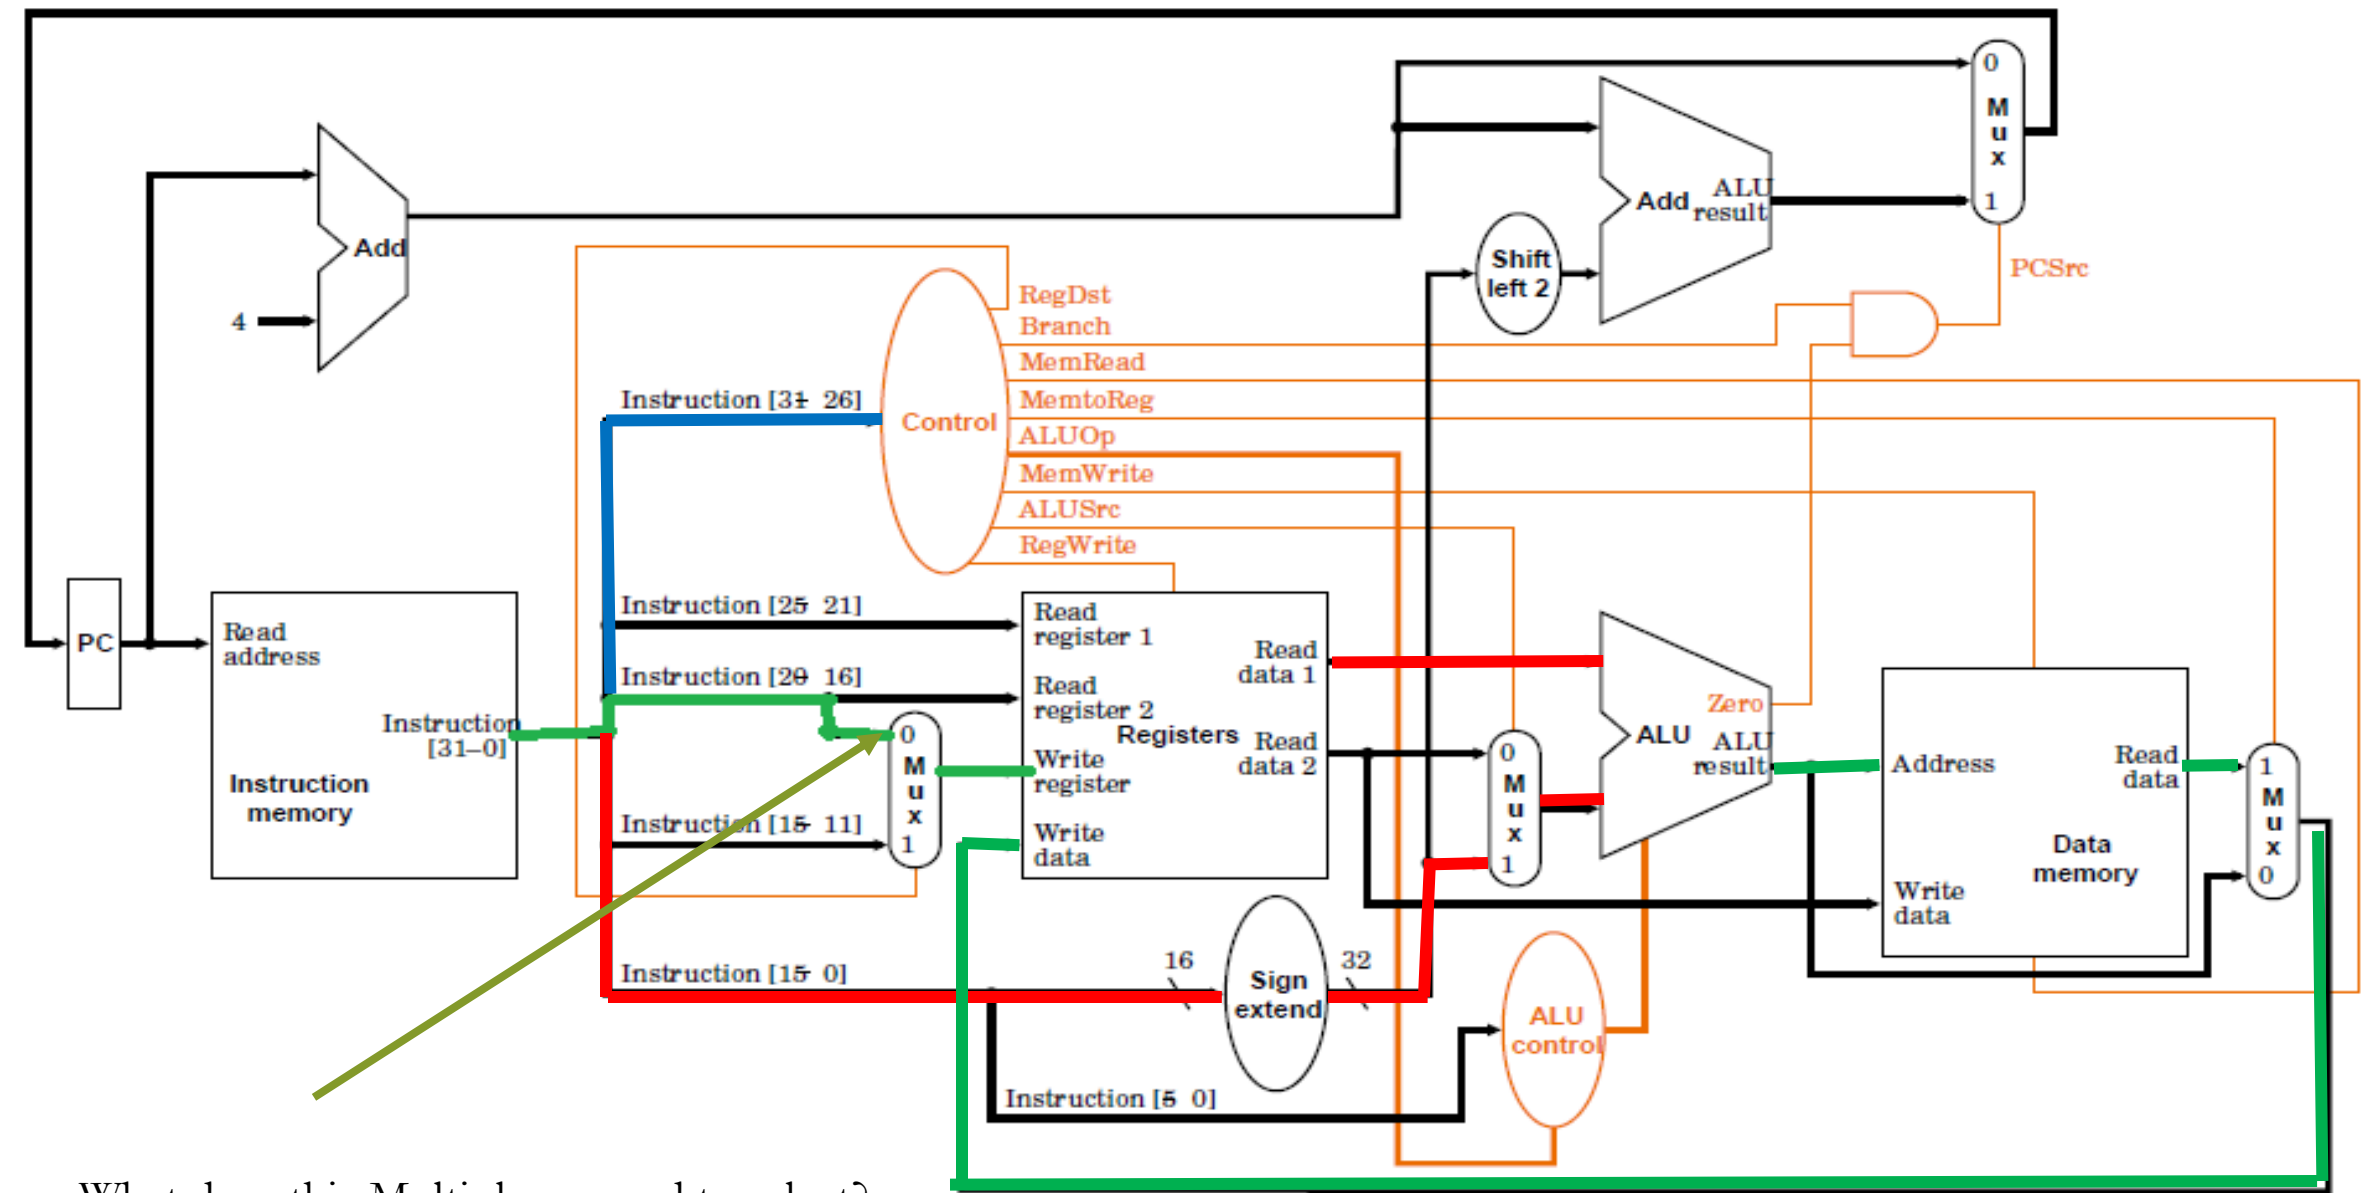 0
M
u
x
1
Add
ALU
result
Add
4
Shift
left 2
PCSrc
RegDst
Branch
MemRead
MemtoReg
ALUOp
MemWrite
ALUSrc
RegWrite
Control
Instruction [31 26]
Instruction [25 21]
Instruction [20 16]
Instruction [15 11]
Instruction [15 0]
Instruction [5 0]
PC
Read
address
Instruction
[31–0]
Instruction
memory
0
M
u
x
1
Read
register 1
Read
register 2
Write
register
Write
data
Registers
Read
data 1
Read
data 2
16
Sign
extend
32
0
M
u
x
1
Zero
ALU
ALU
result
ALU
control
Address
Read
data
Write
data
Data
memory
1
M
u
x
0